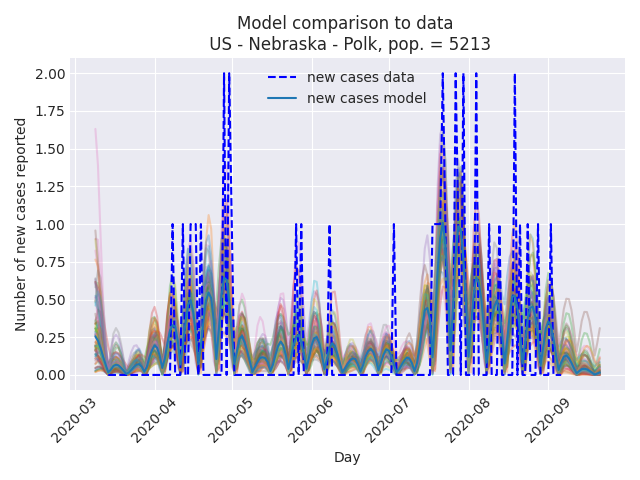 Model comparison to data
US - Nebraska - Polk, pop. = 5213
new cases data
new cases model
Number of new cases reported
2.00
1.75
1.50
1.25
1.00
0.75
0.50
0.25
0.00
2020-03
2020-04
2020-05
2020-06
2020-07
2020-08
2020-09
Day